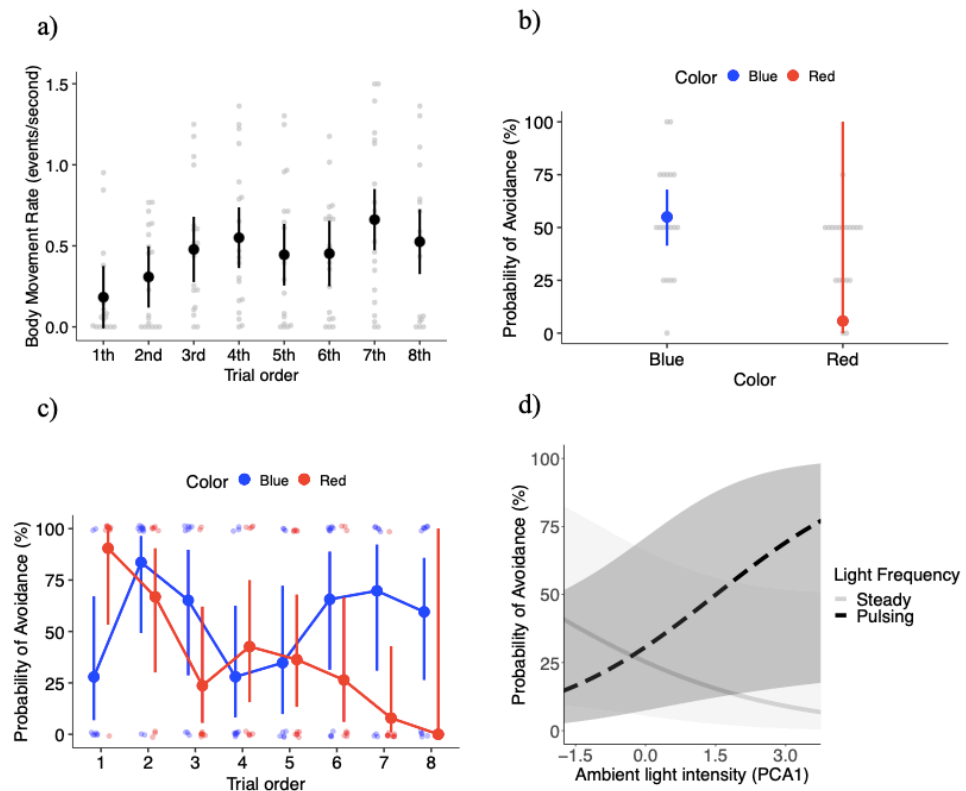 a)
Body Movement Rate (events/second)
1.5
1.0
0.5
0.0
1th 2nd 3rd 4th 5th 6th 7th 8th
Trial order
b)
Color Blue Red
Probability of Avoidance (%)
100
75
50
25
0
Blue Red
Color
c)
Color Blue Red
Probability of Avoidance (%)
100
75
50
25
0
1 2 3 4 5 6 7 8
Trial order
d)
Probability of Avoidance (%)
100
75
50
25
0
−1.5 0.0 1.5 3.0
Ambient light intensity (PCA1)
Light Frequency
Steady
Pulsing